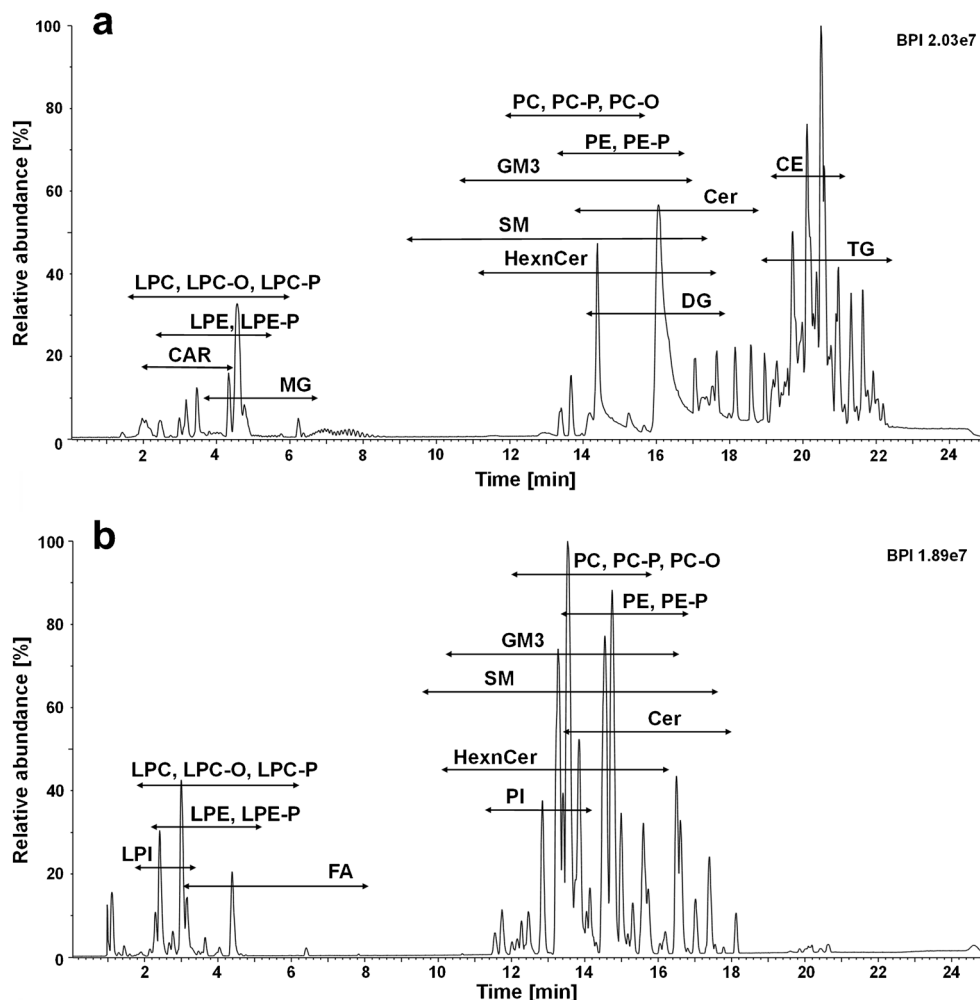 a
BPI 2.03e7
Relative abundance [%]
100
80
60
40
20
0
PC, PC-P, PC-O
PE, PE-P
GM3
CE
Cer
SM
TG
HexnCer
LPC, LPC-O, LPC-P
DG
LPE, LPE-P
CAR
MG
2 4 6 8 10 12 14 16 18 20 22 24
Time [min]
b
BPI 1.89e7
Relative abundance [%]
100
80
60
40
20
0
PC, PC-P, PC-O
PE, PE-P
GM3
SM
Cer
HexnCer
LPC, LPC-O, LPC-P
PI
LPE, LPE-P
LPI
FA
2 4 6 8 10 12 14 16 18 20 22 24
Time [min]